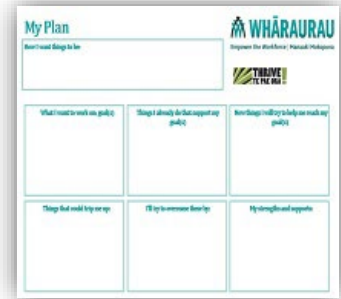 My Plan
WHĀRAURAU
Empower the Workforce | Manaaki Mokopuna
How I want things to be:
THRIVE
TE PAE ORA
What I want to work on, goal(s)
Things I already do that support my
goal(s)
New things I will try to help me reach my
goal(s)
Things that could trip me up:
I'll try to overcome these by:
My strengths and supports: